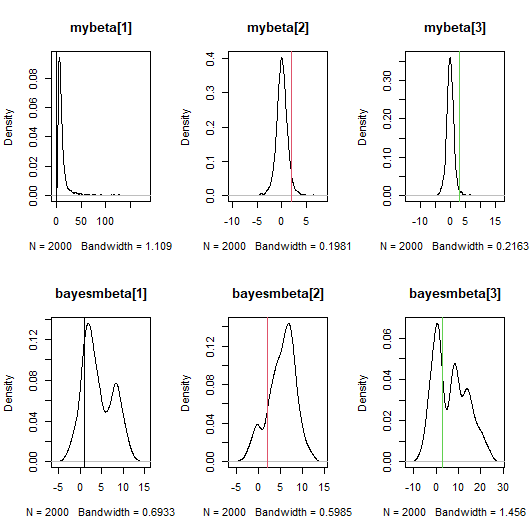 mybeta[1] mybeta[2] mybeta[3]
Density
0.00 0.02 0.04 0.06 0.08
0 50 100
N = 2000 Bandwidth = 1.109
Density
0.0 0.1 0.2 0.3 0.4
-10 -5 0 5
N = 2000 Bandwidth = 0.1981
Density
0.00 0.10 0.20 0.30
-10 0 5 15
N = 2000 Bandwidth = 0.2163
bayesmbeta[1] bayesmbeta[2] bayesmbeta[3]
Density
0.00 0.04 0.08 0.12
-5 0 5 10 15
N = 2000 Bandwidth = 0.6933
Density
0.00 0.04 0.08 0.12
-5 0 5 10 15
N = 2000 Bandwidth = 0.5985
Density
0.00 0.02 0.04 0.06
-10 0 10 20 30
N = 2000 Bandwidth = 1.456